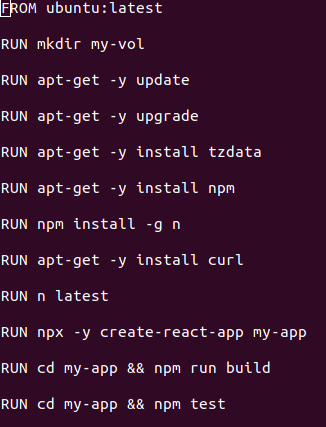 FROM ubuntu:latest
RUN mkdir my-vol
RUN apt-get -y update
RUN apt-get -y upgrade
RUN apt-get -y install tzdata
RUN apt-get -y install npm
RUN npm install -g n
RUN apt-get -y install curl
RUN n latest
RUN npx -y create-react-app my-app
RUN cd my-app && npm run build
RUN cd my-app && npm test